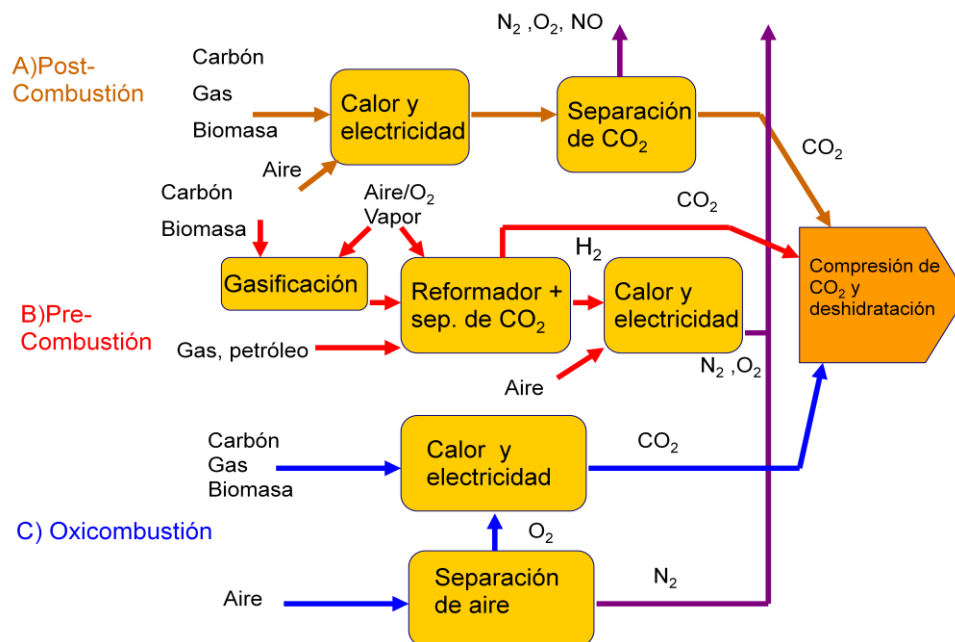 N₂ ,O₂, NO
A)Post-
Combustión
Carbón
Gas
Biomasa
Aire
Calor y
electricidad
Separación
de CO₂
CO₂
Carbón
Biomasa
Aire/O₂
Vapor
CO₂
Gasificación
Reformador +
sep. de CO₂
H₂
Calor y
electricidad
Compresión de
CO₂ y
deshidratación
B)Pre-
Combustión
Gas, petróleo
Aire
N₂ ,O₂
Carbón
Gas
Biomasa
Calor y
electricidad
CO₂
C) Oxicombustión
O₂
Aire
Separación
de aire
N₂